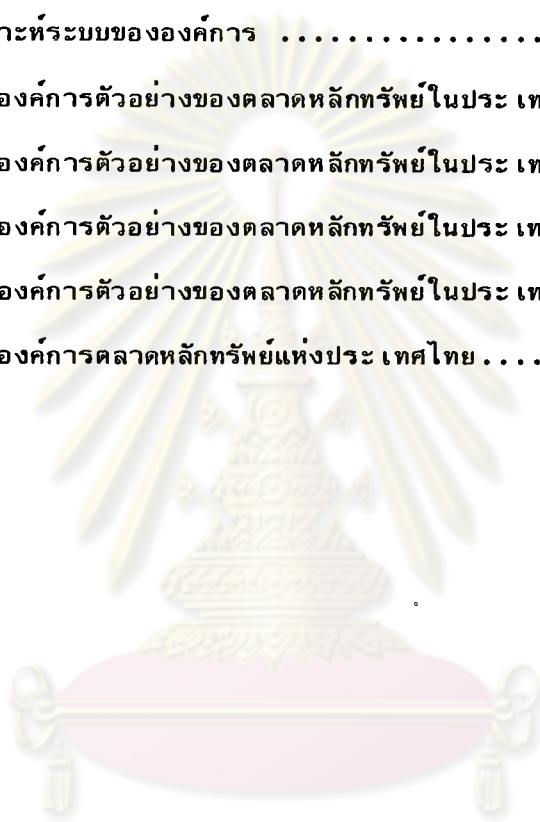 าะห์ระบบขององค์การ ................
องค์การตัวอย่างของตลาดหลักทรัพย์ในประเท
องค์การตัวอย่างของตลาดหลักทรัพย์ในประเท
องค์การตัวอย่างของตลาดหลักทรัพย์ในประเท
องค์การตัวอย่างของตลาดหลักทรัพย์ในประเท
องค์การตลาดหลักทรัพย์แห่งประเทศไทย ....